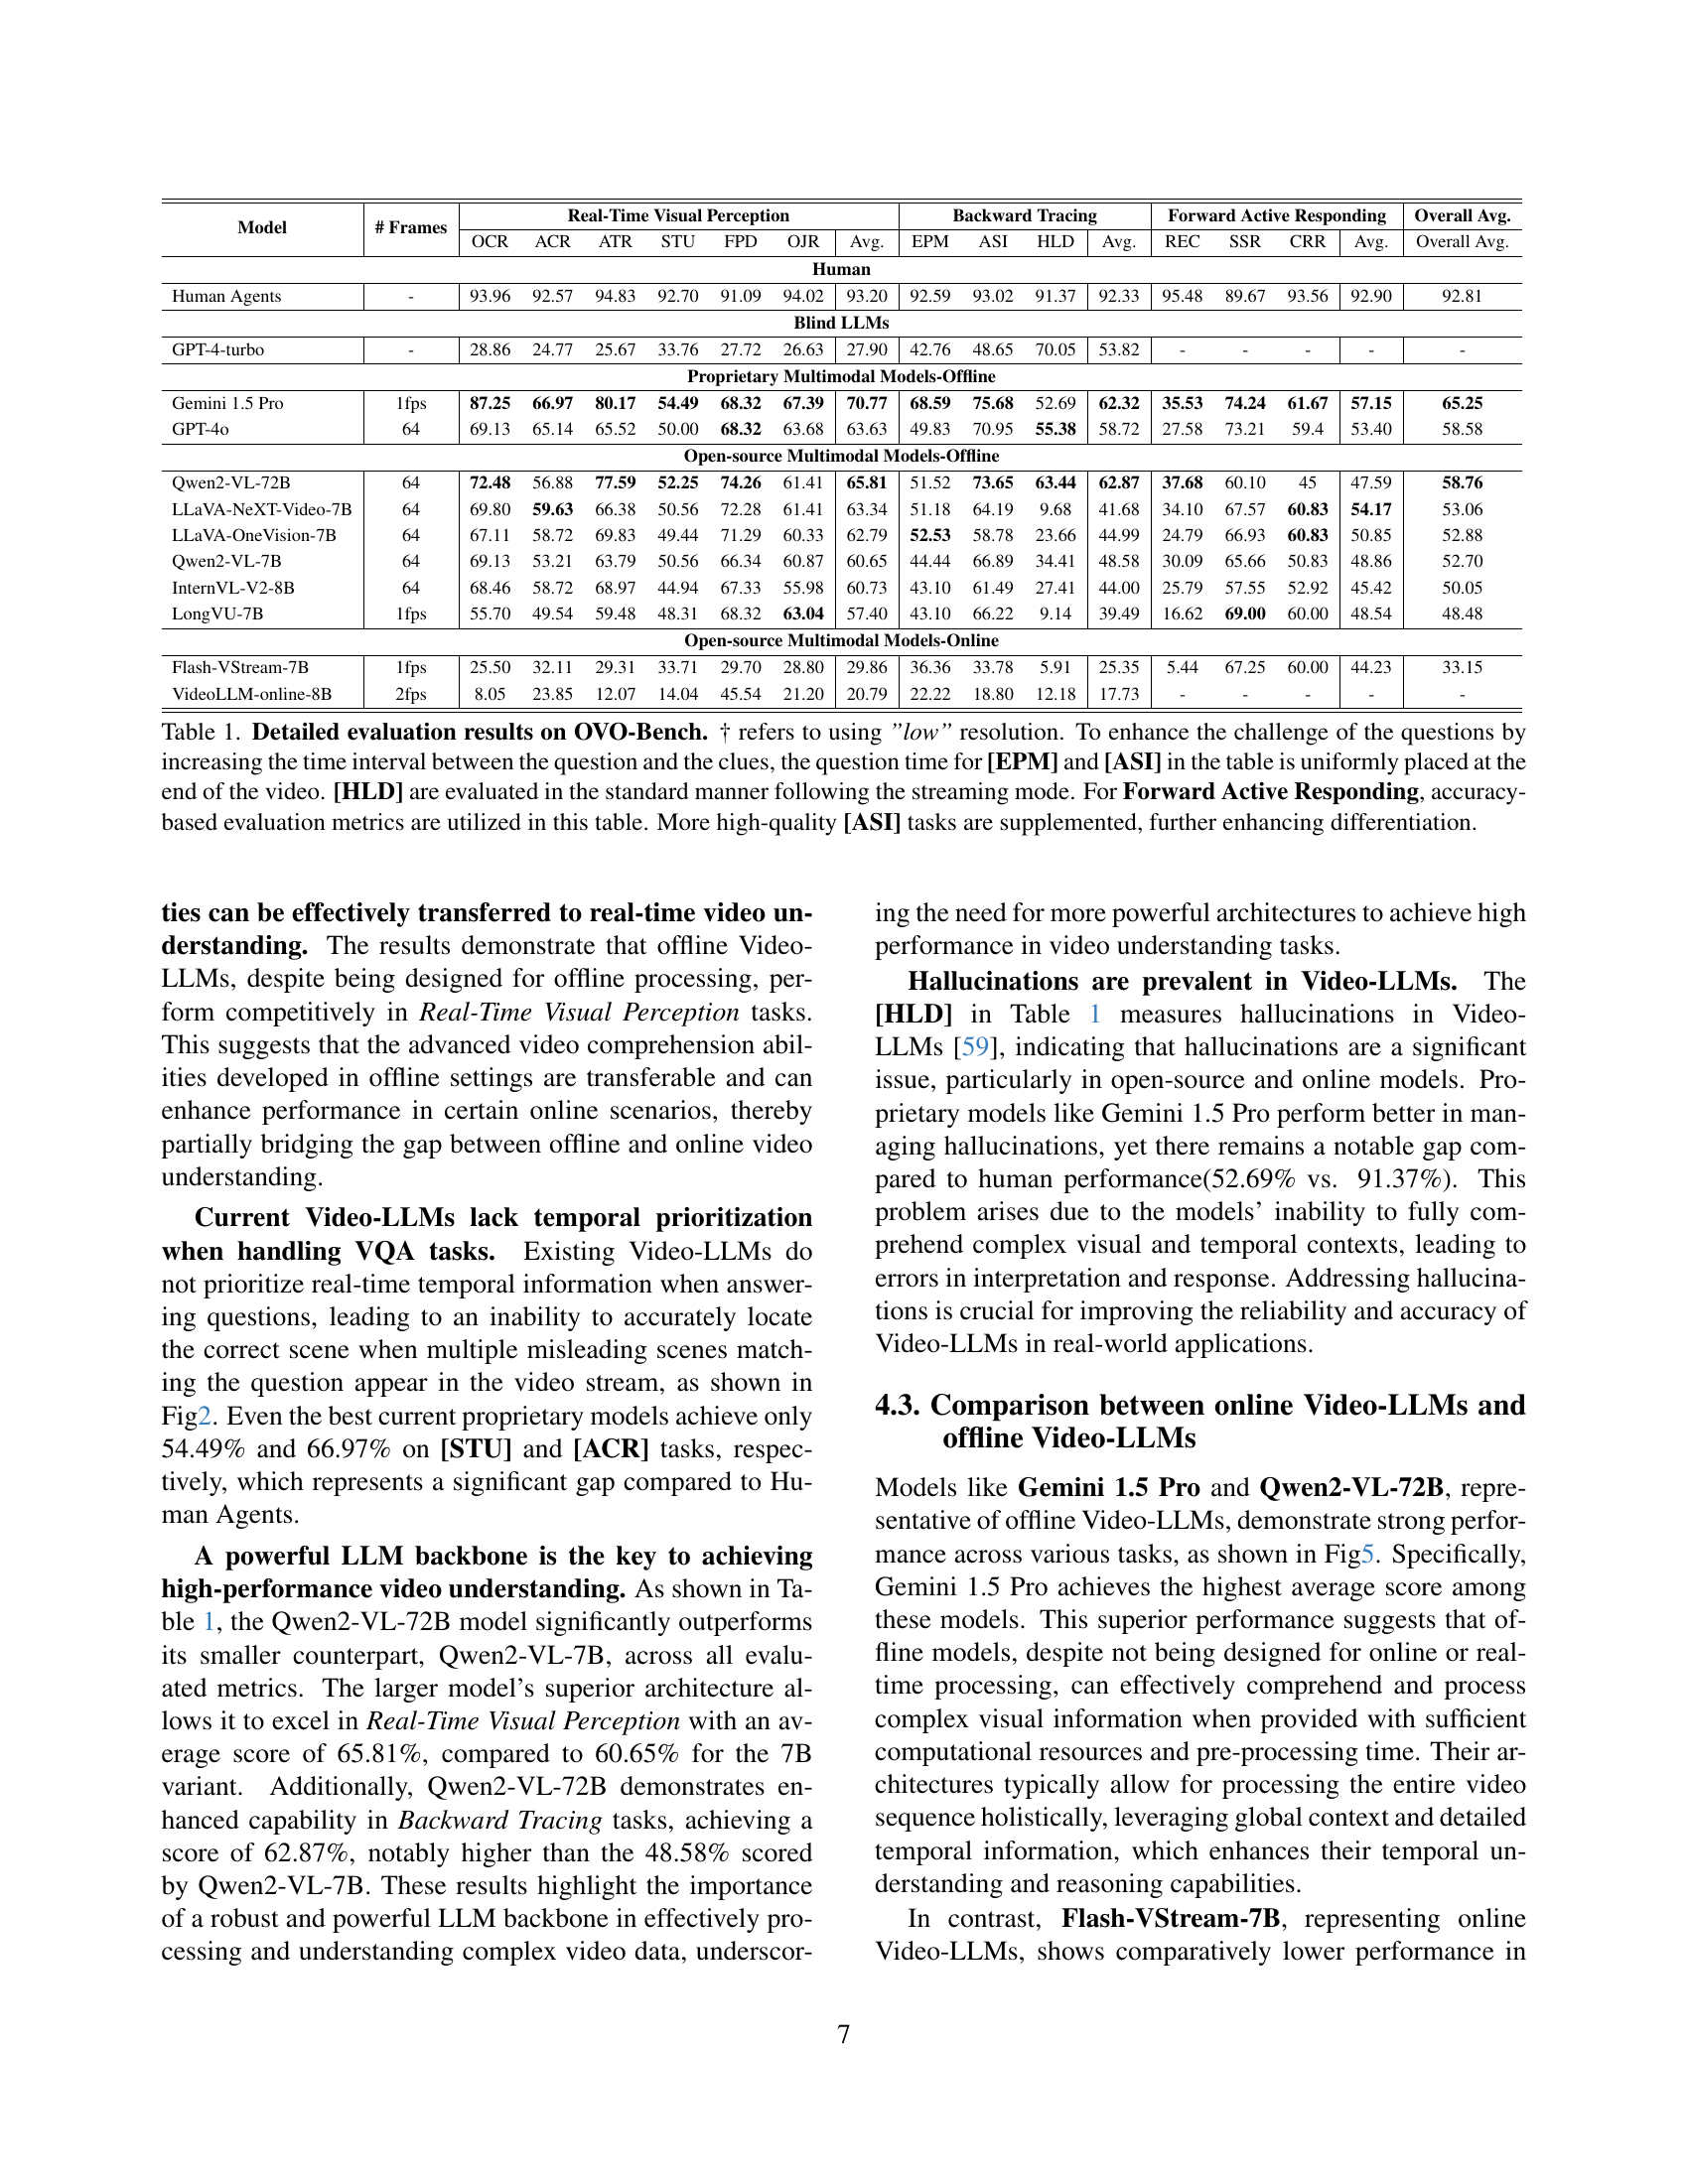 Model # Frames Real-Time Visual Perception Backward Tracing Forward Active Responding Overall Avg.
OCR ACR ATR STU FPD OJR Avg. EPM ASI HLD Avg. REC SSR CRR Avg. Overall Avg.
Human
Human Agents - 93.96 92.57 94.83 92.70 91.09 94.02 93.20 92.59 93.02 91.37 92.33 95.48 89.67 93.56 92.90 92.81
Blind LLMs
GPT-4-turbo - 28.86 24.77 25.67 33.76 27.72 26.63 27.90 42.76 48.65 70.05 53.82 - - - - -
Proprietary Multimodal Models-Offline
Gemini 1.5 Pro 1fps 87.25 66.97 80.17 54.49 68.32 67.39 70.77 68.59 75.68 52.69 62.32 35.53 74.24 61.67 57.15 65.25
GPT-4o 64 69.13 65.14 65.52 50.00 68.32 63.68 63.63 49.83 70.95 55.38 58.72 27.58 73.21 59.4 53.40 58.58
Open-source Multimodal Models-Offline
Qwen2-VL-72B 64 72.48 56.88 77.59 52.25 74.26 61.41 65.81 51.52 73.65 63.44 62.87 37.68 60.10 45 47.59 58.76
LLaVA-NeXT-Video-7B 64 69.80 59.63 66.38 50.56 72.28 61.41 63.34 51.18 64.19 9.68 41.68 34.10 67.57 60.83 54.17 53.06
LLaVA-OneVision-7B 64 67.11 58.72 69.83 49.44 71.29 60.33 62.79 52.53 58.78 23.66 44.99 24.79 66.93 60.83 50.85 52.88
Qwen2-VL-7B 64 69.13 53.21 63.79 50.56 66.34 60.87 60.65 44.44 66.89 34.41 48.58 30.09 65.66 50.83 48.86 52.70
InternVL-V2-8B 64 68.46 58.72 68.97 44.94 67.33 55.98 60.73 43.10 61.49 27.41 44.00 25.79 57.55 52.92 45.42 50.05
LongVU-7B 1fps 55.70 49.54 59.48 48.31 68.32 63.04 57.40 43.10 66.22 9.14 39.49 16.62 69.00 60.00 48.54 48.48
Open-source Multimodal Models-Online
Flash-VStream-7B 1fps 25.50 32.11 29.31 33.71 29.70 28.80 29.86 36.36 33.78 5.91 25.35 5.44 67.25 60.00 44.23 33.15
VideoLLM-online-8B 2fps 8.05 23.85 12.07 14.04 45.54 21.20 20.79 22.22 18.80 12.18 17.73 - - - - -
Table 1. Detailed evaluation results on OVO-Bench. † refers to using ”low” resolution. To enhance the challenge of the questions by
increasing the time interval between the question and the clues, the question time for [EPM] and [ASI] in the table is uniformly placed at the
end of the video. [HLD] are evaluated in the standard manner following the streaming mode. For Forward Active Responding, accuracy-
based evaluation metrics are utilized in this table. More high-quality [ASI] tasks are supplemented, further enhancing differentiation.
ties can be effectively transferred to real-time video un-
derstanding. The results demonstrate that offline Video-
LLMs, despite being designed for offline processing, per-
form competitively in Real-Time Visual Perception tasks.
This suggests that the advanced video comprehension abil-
ities developed in offline settings are transferable and can
enhance performance in certain online scenarios, thereby
partially bridging the gap between offline and online video
understanding.
Current Video-LLMs lack temporal prioritization
when handling VQA tasks. Existing Video-LLMs do
not prioritize real-time temporal information when answer-
ing questions, leading to an inability to accurately locate
the correct scene when multiple misleading scenes match-
ing the question appear in the video stream, as shown in
Fig2. Even the best current proprietary models achieve only
54.49% and 66.97% on [STU] and [ACR] tasks, respec-
tively, which represents a significant gap compared to Hu-
man Agents.
A powerful LLM backbone is the key to achieving
high-performance video understanding. As shown in Ta-
ble 1, the Qwen2-VL-72B model significantly outperforms
its smaller counterpart, Qwen2-VL-7B, across all evalu-
ated metrics. The larger model’s superior architecture al-
lows it to excel in Real-Time Visual Perception with an av-
erage score of 65.81%, compared to 60.65% for the 7B
variant. Additionally, Qwen2-VL-72B demonstrates en-
hanced capability in Backward Tracing tasks, achieving a
score of 62.87%, notably higher than the 48.58% scored
by Qwen2-VL-7B. These results highlight the importance
of a robust and powerful LLM backbone in effectively pro-
cessing and understanding complex video data, underscor-
ing the need for more powerful architectures to achieve high
performance in video understanding tasks.
Hallucinations are prevalent in Video-LLMs. The
[HLD] in Table 1 measures hallucinations in Video-
LLMs [59], indicating that hallucinations are a significant
issue, particularly in open-source and online models. Pro-
prietary models like Gemini 1.5 Pro perform better in man-
aging hallucinations, yet there remains a notable gap com-
pared to human performance(52.69% vs. 91.37%). This
problem arises due to the models’ inability to fully com-
prehend complex visual and temporal contexts, leading to
errors in interpretation and response. Addressing hallucina-
tions is crucial for improving the reliability and accuracy of
Video-LLMs in real-world applications.
4.3. Comparison between online Video-LLMs and
offline Video-LLMs
Models like Gemini 1.5 Pro and Qwen2-VL-72B, repre-
sentative of offline Video-LLMs, demonstrate strong perfor-
mance across various tasks, as shown in Fig5. Specifically,
Gemini 1.5 Pro achieves the highest average score among
these models. This superior performance suggests that of-
fline models, despite not being designed for online or real-
time processing, can effectively comprehend and process
complex visual information when provided with sufficient
computational resources and pre-processing time. Their ar-
chitectures typically allow for processing the entire video
sequence holistically, leveraging global context and detailed
temporal information, which enhances their temporal un-
derstanding and reasoning capabilities.
In contrast, Flash-VStream-7B, representing online
Video-LLMs, shows comparatively lower performance in
7